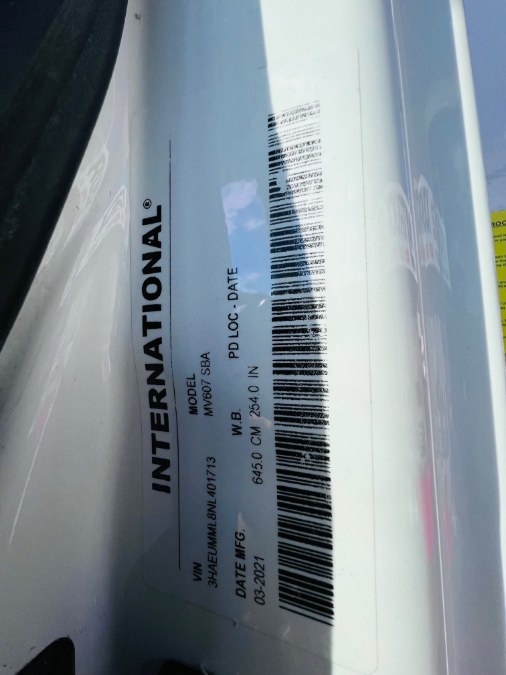 INTERNATIONAL®
VIN MODEL
3HAEUMML8NL401713 MV607 SBA
DATE MFG. W.B. PD LOC - DATE
03-2021 645.0 CM 254.0 IN